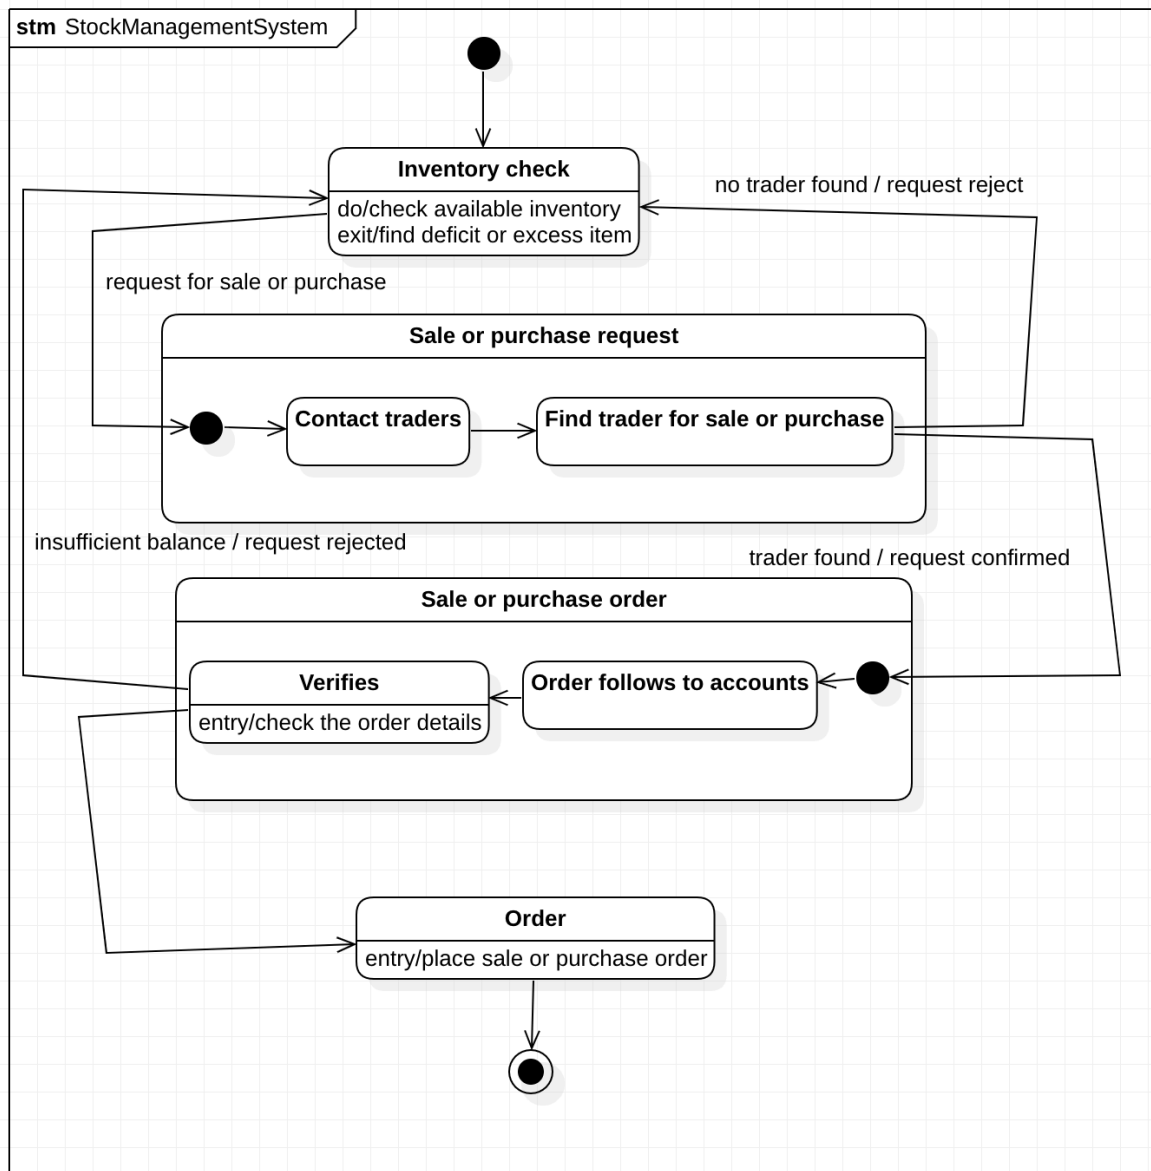 stm StockManagementSystem
Inventory check
do/check available inventory
exit/find deficit or excess item
no trader found / request reject
request for sale or purchase
Sale or purchase request
Contact traders
Find trader for sale or purchase
insufficient balance / request rejected
trader found / request confirmed
Sale or purchase order
Verifies
entry/check the order details
Order follows to accounts
Order
entry/place sale or purchase order